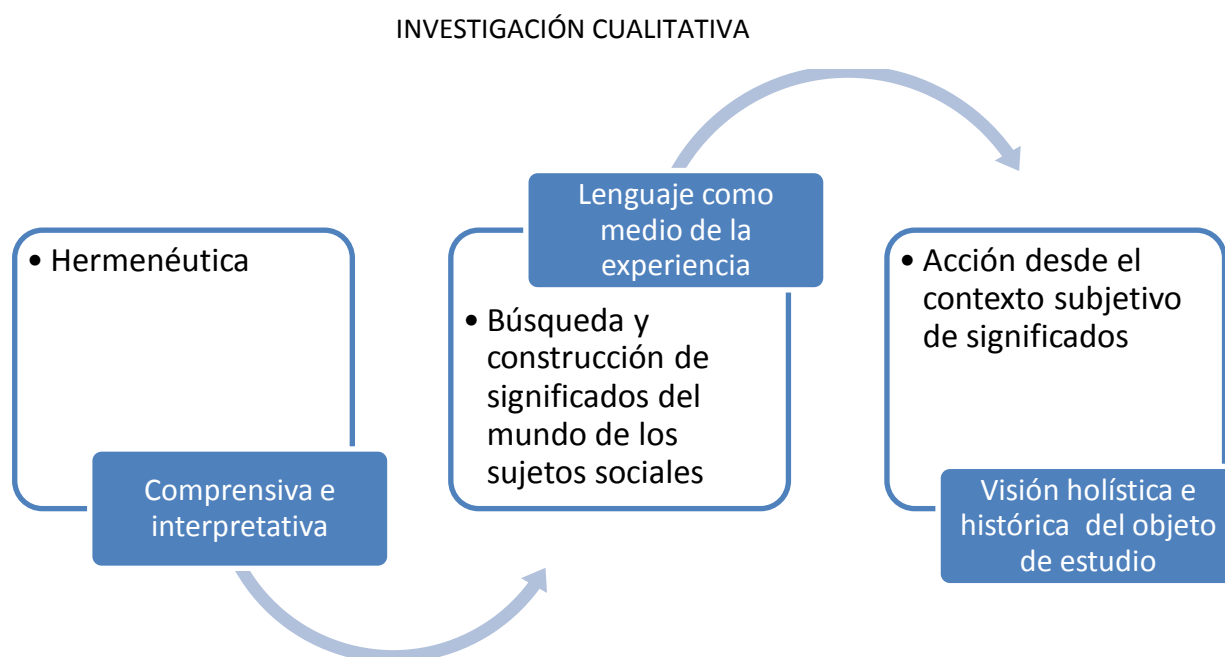 INVESTIGACIÓN CUALITATIVA
• Hermenéutica
Comprensiva e
interpretativa
Lenguaje como
medio de la
experiencia
• Búsqueda y
construcción de
significados del
mundo de los
sujetos sociales
• Acción desde el
contexto subjetivo
de significados
Visión holística e
histórica del objeto
de estudio